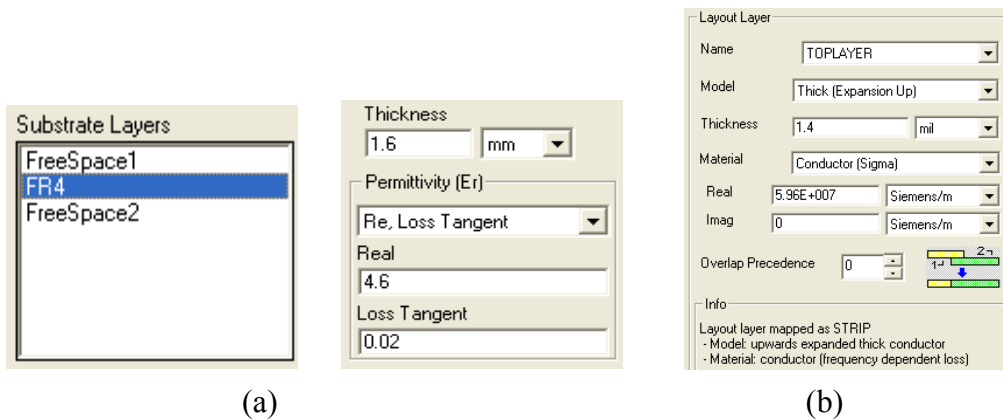 Substrate Layers
FreeSpace1
FR4
FreeSpace2
Thickness
1.6 mm
Permittivity (Er)
Re, Loss Tangent
Real
4.6
Loss Tangent
0.02
(a)
Layout Layer
Name TOPLAYER
Model Thick (Expansion Up)
Thickness 1.4 mil
Material Conductor (Sigma)
Real 5.96E+007 Siemens/m
Imag 0 Siemens/m
Overlap Precedence 0 1 2
Info
Layout layer mapped as STRIP
- Model: upwards expanded thick conductor
- Material: conductor (frequency dependent loss)
(b)